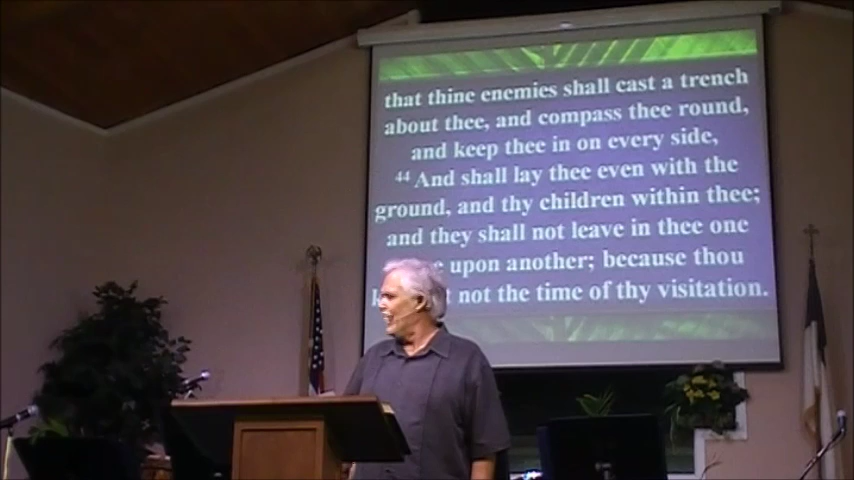 that thine enemies shall cast a trench
about thee, and compass thee round,
and keep thee in on every side,
44 And shall lay thee even with the
ground, and thy children within thee;
and they shall not leave in thee one
upon another; because thou
not the time of thy visitation.